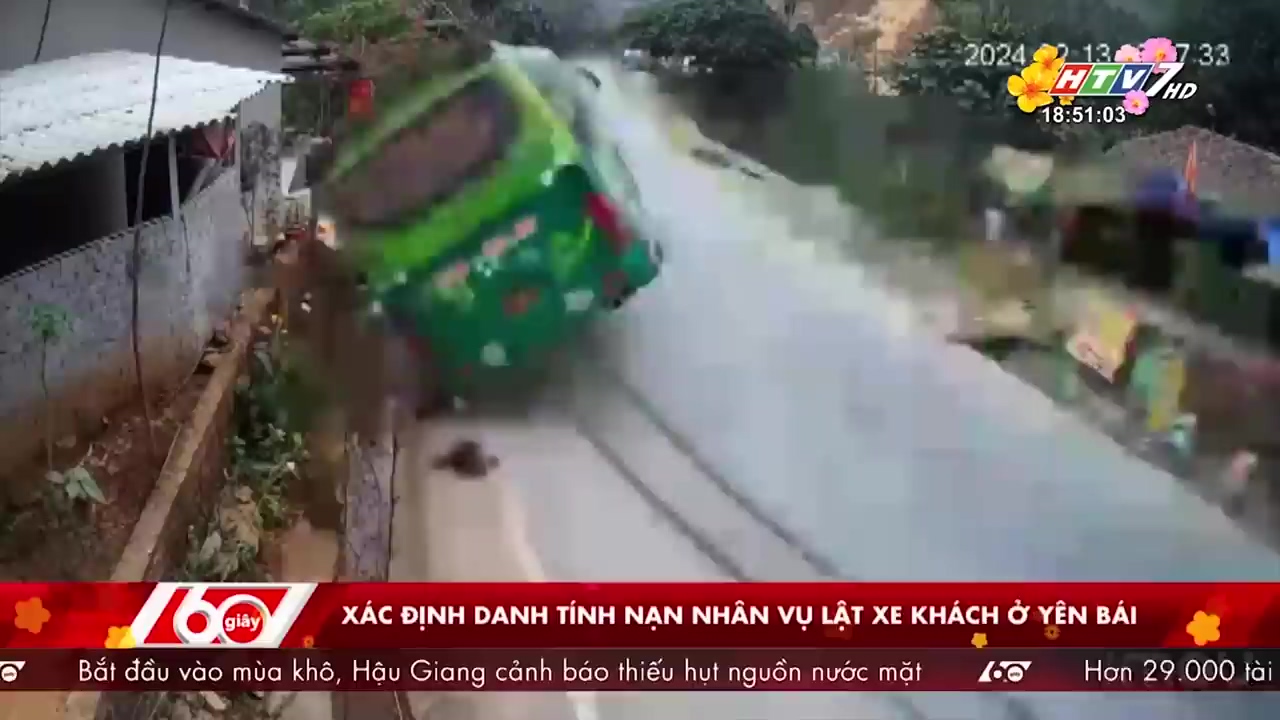 HTV7 HD
18:51:03
60 giây
XÁC ĐỊNH DANH TÍNH NẠN NHÂN VỤ LẬT XE KHÁCH Ở YÊN BÁI
Bắt đầu vào mùa khô, Hậu Giang cảnh báo thiếu hụt nguồn nước mặt
Hơn 29.000 tài